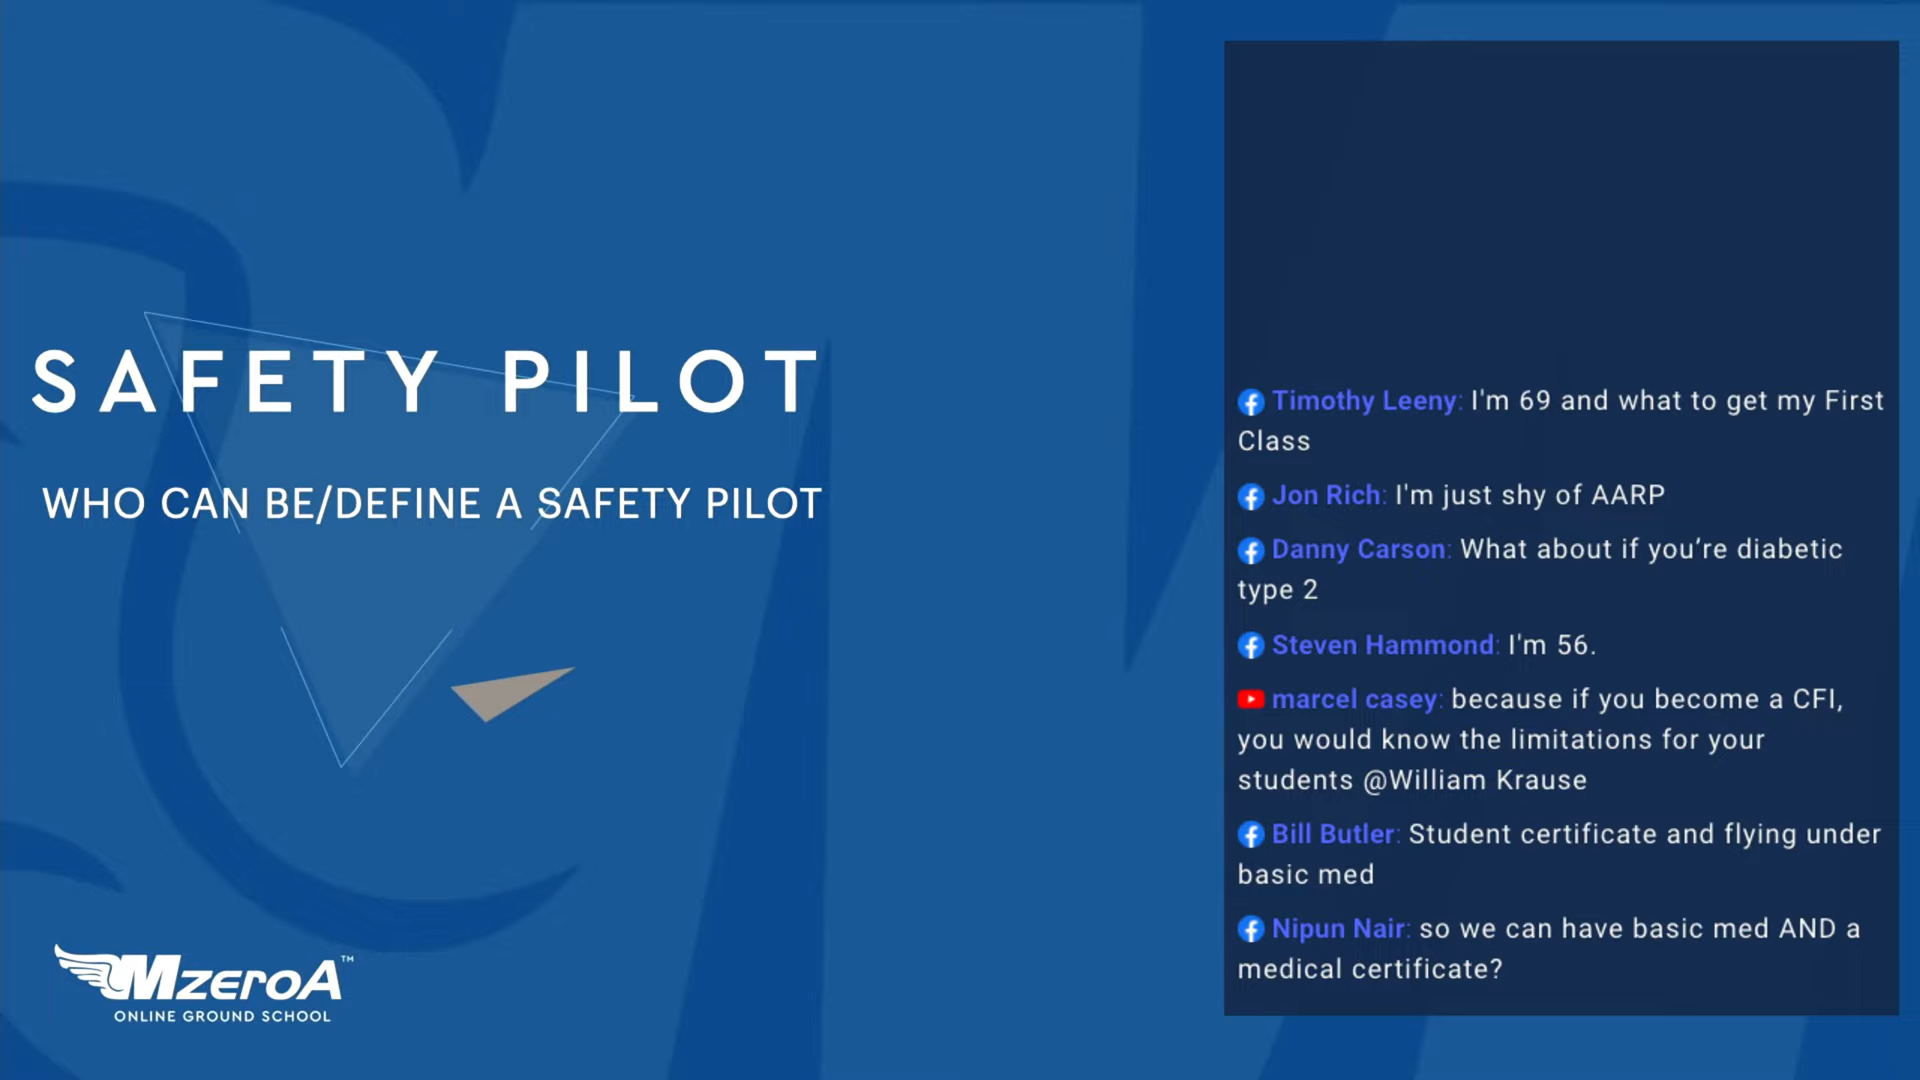 SAFETY PILOT
WHO CAN BE/DEFINE A SAFETY PILOT
MZEROA™
ONLINE GROUND SCHOOL
Timothy Leeny: I'm 69 and what to get my First
Class
Jon Rich: I'm just shy of AARP
Danny Carson: What about if you’re diabetic
type 2
Steven Hammond: I'm 56.
marcel casey: because if you become a CFI,
you would know the limitations for your
students @William Krause
Bill Butler: Student certificate and flying under
basic med
Nipun Nair: so we can have basic med AND a
medical certificate?